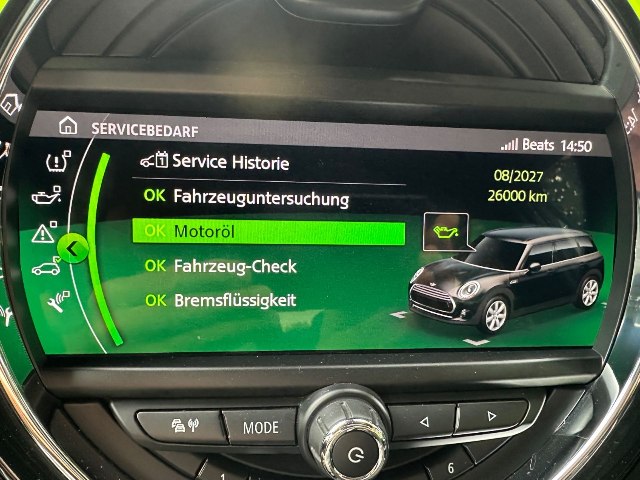 SERVICEBEDARF
Beats 14:50
Service Historie
08/2027
OK Fahrzeuguntersuchung
26000 km
OK Motoröl
OK Fahrzeug-Check
OK Bremsflüssigkeit
MODE
1
6